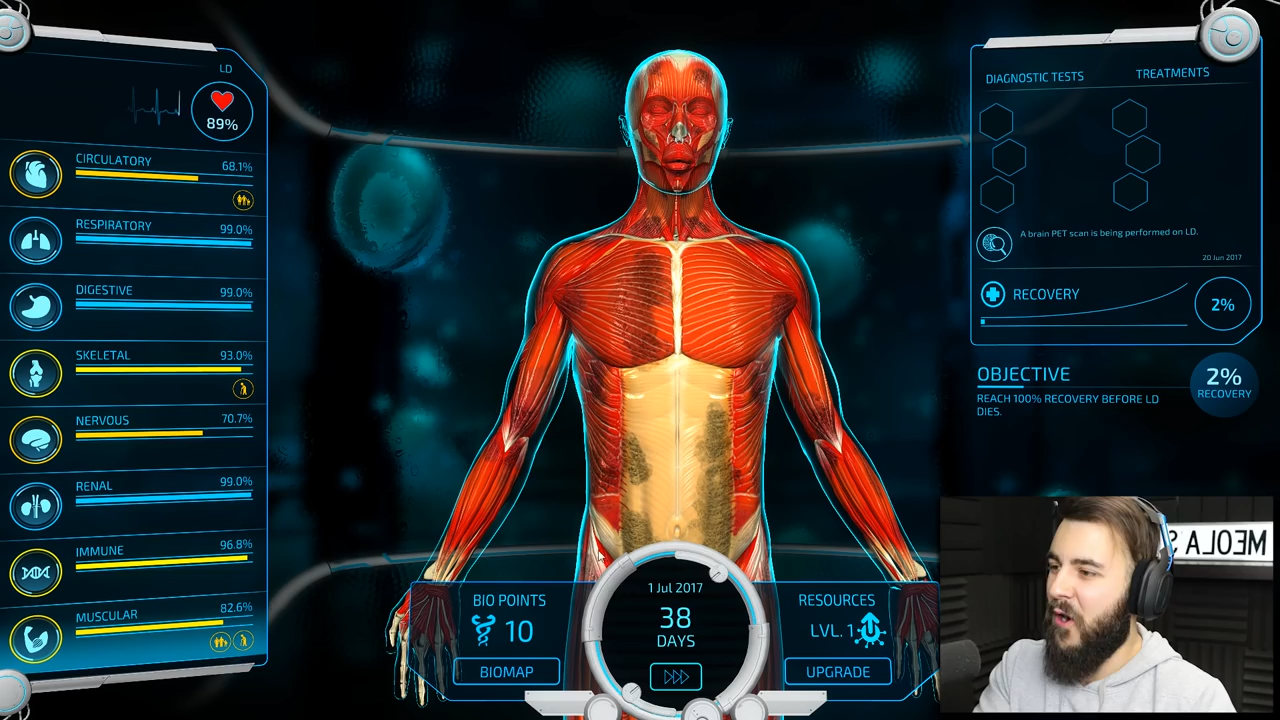 LD
89%
CIRCULATORY 68.1%
RESPIRATORY 99.0%
DIGESTIVE 99.0%
SKELETAL 93.0%
NERVOUS 70.7%
RENAL 99.0%
IMMUNE 96.8%
MUSCULAR 82.6%
DIAGNOSTIC TESTS TREATMENTS
A brain PET scan is being performed on LD.
20 Jun 2017
RECOVERY 2%
OBJECTIVE
REACH 100% RECOVERY BEFORE LD
DIES.
2%
RECOVERY
BIO POINTS
10
BIOMAP
1 Jul 2017
38
DAYS
RESOURCES
LVL. 1
UPGRADE
MEOLA S